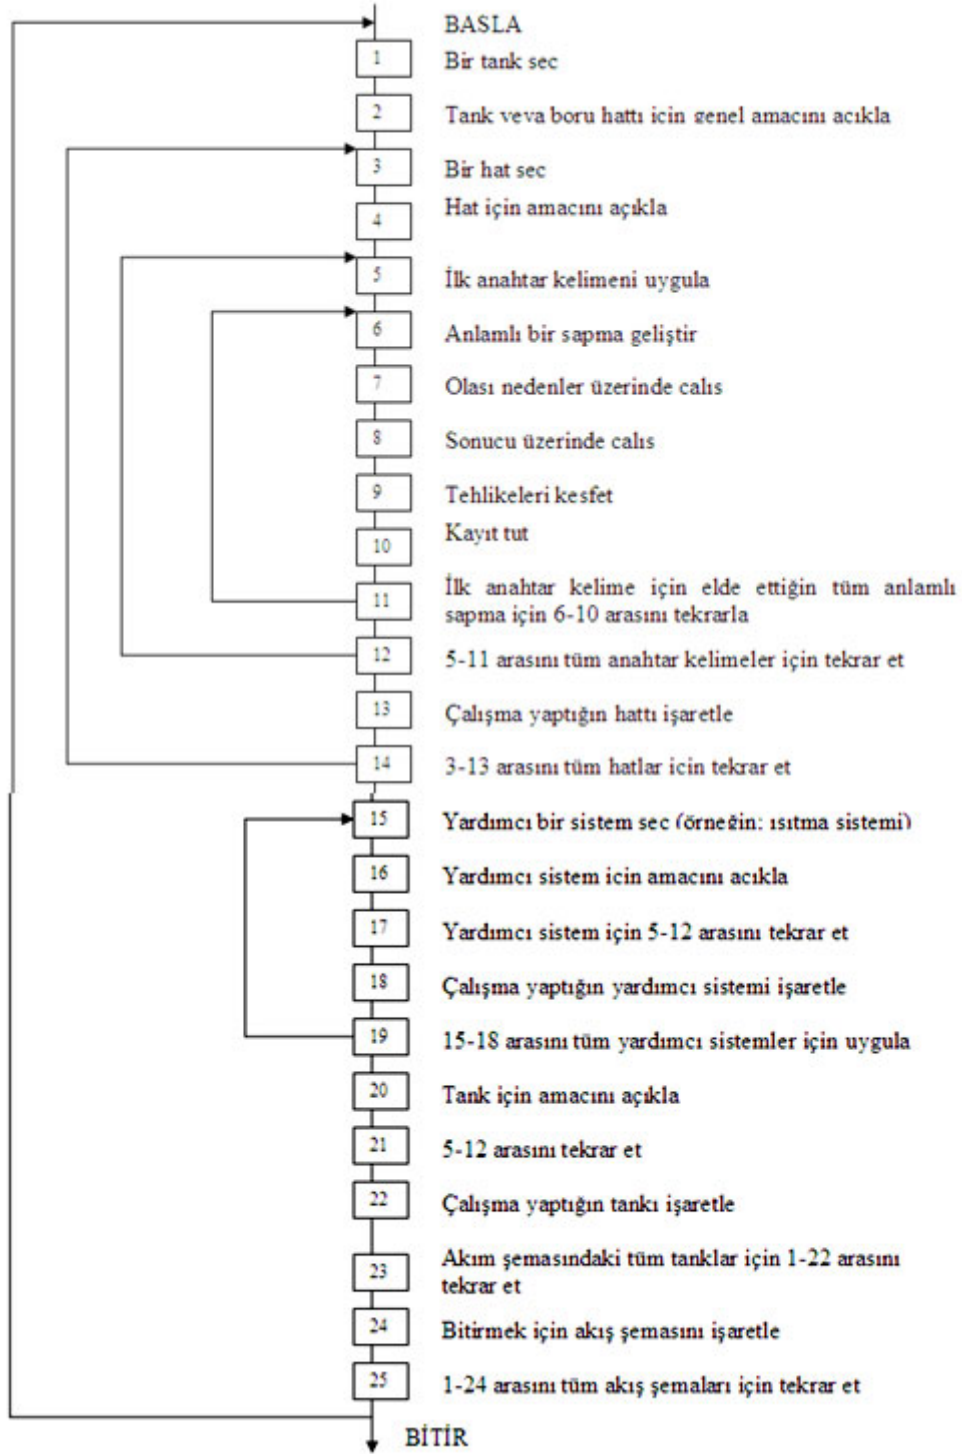 BASLA
1 Bir tank sec
2 Tank veva boru hattı icin genel amacını acıkla
3 Bir hat sec
4 Hat için amacını açıkla
5 İlk anahtar kelimeni uygula
6 Anlamlı bir sapma geliştir
7 Olası nedenler üzerinde calıs
8 Sonucu üzerinde calıs
9 Tehlikeleri kesfet
10 Kayıt tut
11 İlk anahtar kelime için elde ettiğin tüm anlamlı
sapma için 6-10 arasını tekrarla
12 5-11 arasını tüm anahtar kelimeler için tekrar et
13 Çalışma yaptığın hattı işaretle
14 3-13 arasını tüm hatlar icin tekrar et
15 Yardımcı bir sistem sec (örneğin: ısıtma sistemi)
16 Yardımcı sistem icin amacını acıkla
17 Yardımcı sistem için 5-12 arasını tekrar et
18 Çalışma yaptığın yardımcı sistemi işaretle
19 15-18 arasını tüm yardımcı sistemler için uygula
20 Tank için amacını açıkla
21 5-12 arasını tekrar et
22 Çalışma yaptığın tankı işaretle
23 Akım şemasındaki tüm tanklar için 1-22 arasını
tekrar et
24 Bitirmek için akış şemasını işaretle
25 1-24 arasını tüm akış şemaları için tekrar et
BİTİR